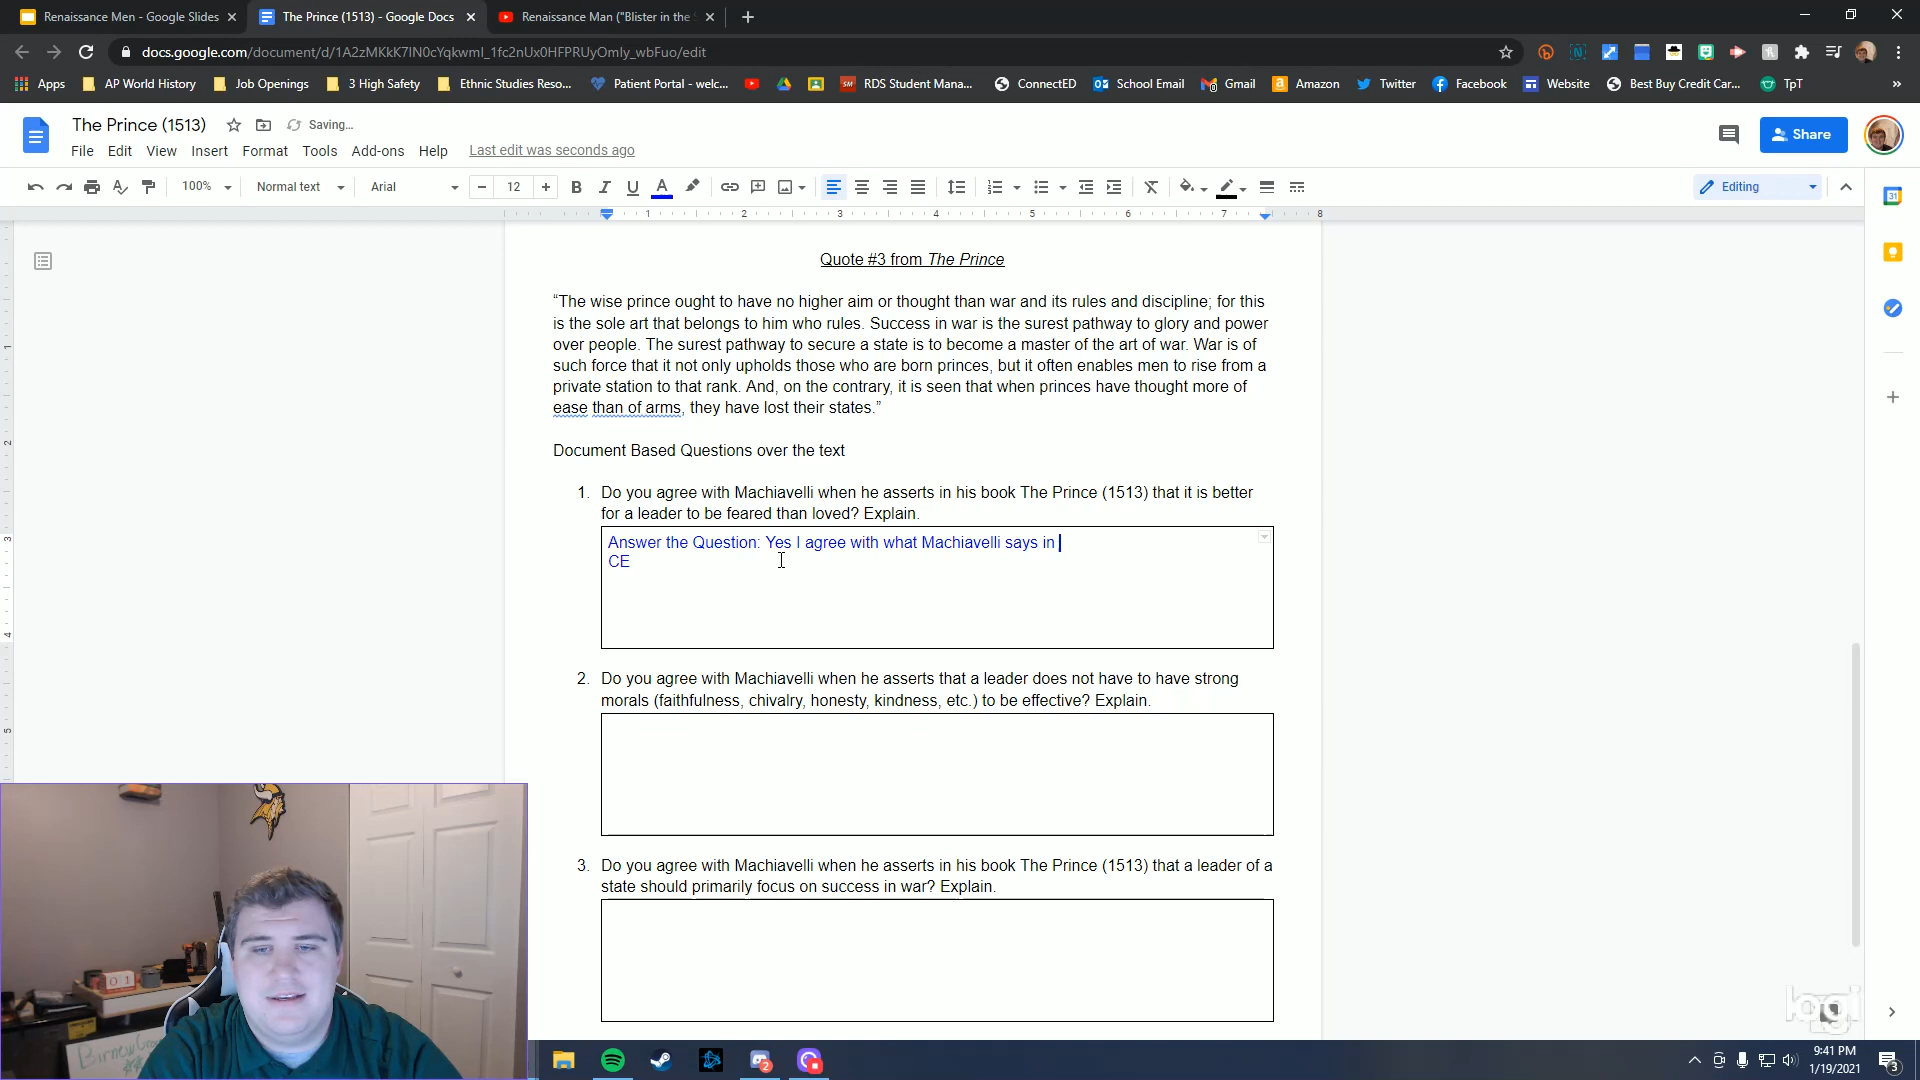 Renaissance Men - Google Slides
The Prince (1513) - Google Docs
Renaissance Man ("Blister in the
docs.google.com/document/d/1A2zMKkK7IN0cYqkwmI_1fc2nUx0HFPRUyOmIy_wbFuo/edit
Apps
AP World History
Job Openings
3 High Safety
Ethnic Studies Reso...
Patient Portal - welc...
RDS Student Mana...
ConnectED
School Email
Gmail
Amazon
Twitter
Facebook
Website
Best Buy Credit Car...
TpT
The Prince (1513)
Saving...
File Edit View Insert Format Tools Add-ons Help Last edit was seconds ago
Share
100% Normal text Arial 12 Editing
1 2 3 4 5 6 7 8
Quote #3 from The Prince
“The wise prince ought to have no higher aim or thought than war and its rules and discipline; for this
is the sole art that belongs to him who rules. Success in war is the surest pathway to glory and power
over people. The surest pathway to secure a state is to become a master of the art of war. War is of
such force that it not only upholds those who are born princes, but it often enables men to rise from a
private station to that rank. And, on the contrary, it is seen that when princes have thought more of
ease than of arms, they have lost their states.”
Document Based Questions over the text
1. Do you agree with Machiavelli when he asserts in his book The Prince (1513) that it is better
for a leader to be feared than loved? Explain.
Answer the Question: Yes I agree with what Machiavelli says in
CE
2. Do you agree with Machiavelli when he asserts that a leader does not have to have strong
morals (faithfulness, chivalry, honesty, kindness, etc.) to be effective? Explain.
3. Do you agree with Machiavelli when he asserts in his book The Prince (1513) that a leader of a
state should primarily focus on success in war? Explain.
logi
9:41 PM
1/19/2021